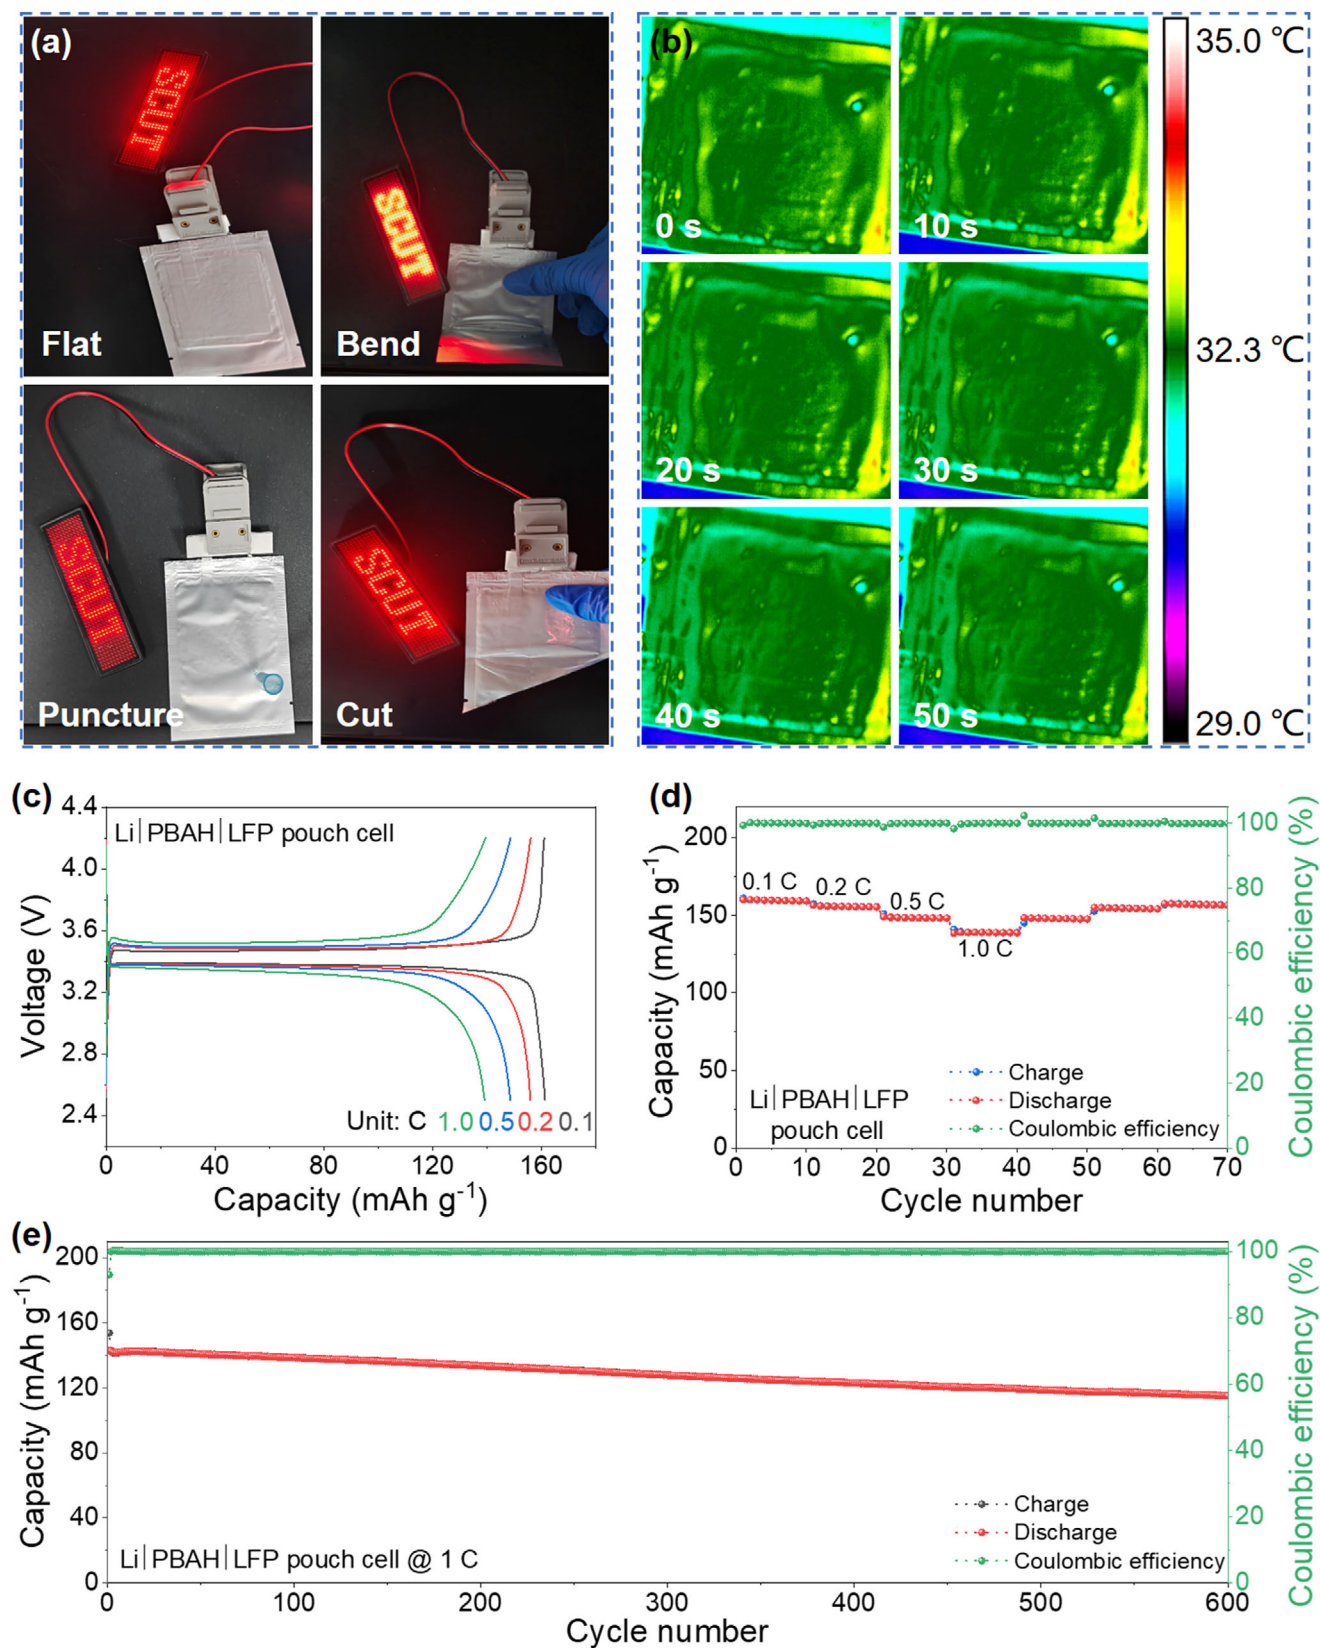 (a)
SCUT
Flat
SCUT
Bend
SCUT
Puncture
SCUT
Cut
(b)
0 s
10 s
20 s
30 s
40 s
50 s
35.0 ℃
32.3 ℃
29.0 ℃
(c)
Li|PBAH|LFP pouch cell
Voltage (V)
4.4
4.0
3.6
3.2
2.8
2.4
Unit: C 1.0 0.5 0.2 0.1
0 40 80 120 160
Capacity (mAh g⁻¹)
(d)
Capacity (mAh g⁻¹)
200
150
100
50
0
0.1 C
0.2 C
0.5 C
1.0 C
Charge
Discharge
Coulombic efficiency
Li|PBAH|LFP
pouch cell
100
80
60
40
20
0
Coulombic efficiency (%)
0 10 20 30 40 50 60 70
Cycle number
(e)
Capacity (mAh g⁻¹)
200
160
120
80
40
0
Charge
Discharge
Coulombic efficiency
Li|PBAH|LFP pouch cell @ 1 C
100
80
60
40
20
0
Coulombic efficiency (%)
0 100 200 300 400 500 600
Cycle number